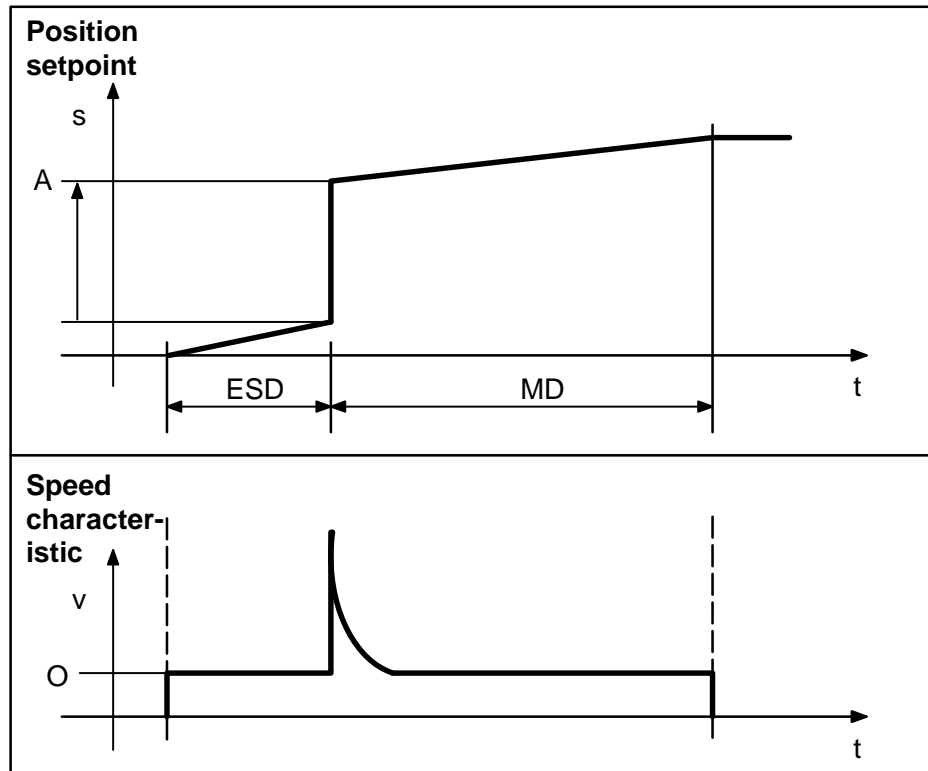 Position
setpoint
s
A
ESD
MD
t
Speed
character-
istic
v
O
t